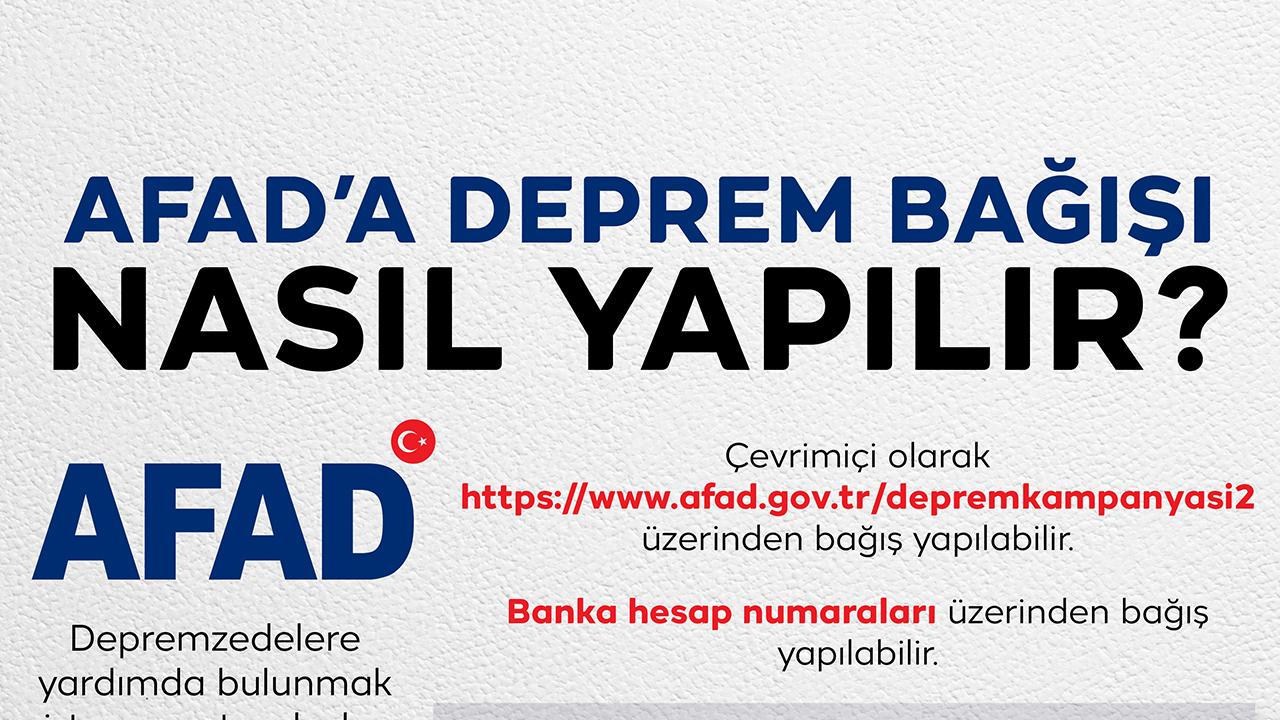 AFAD'A DEPREM BAĞIŞI
NASIL YAPILIR?
AFAD
Depremzedelere
yardımda bulunmak
Çevrimiçi olarak
https://www.afad.gov.tr/depremkampanyasi2
üzerinden bağış yapılabilir.
Banka hesap numaraları üzerinden bağış
yapılabilir.